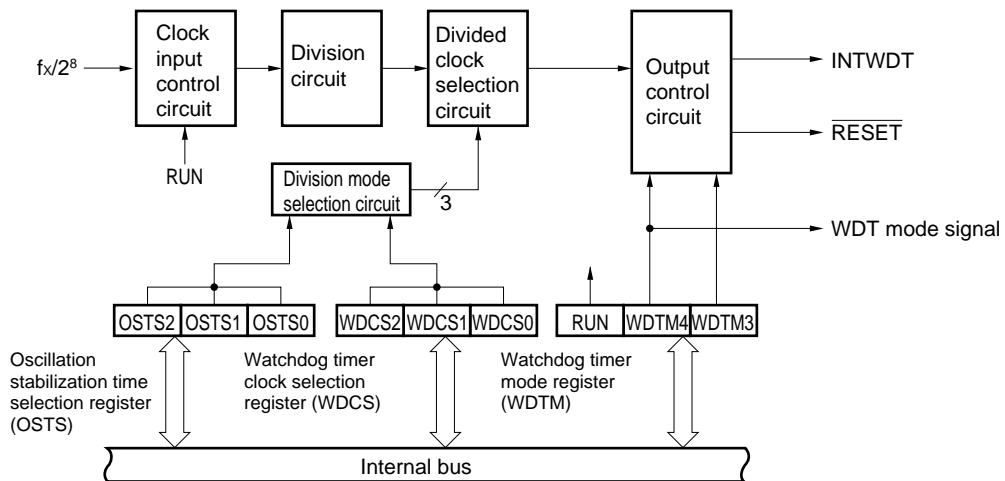 Clock
input
control
circuit
Division
circuit
Divided
clock
selection
circuit
Output
control
circuit
fx/2⁸
INTWDT
RESET
RUN
Division mode
selection circuit
3
WDT mode signal
OSTS2 OSTS1 OSTS0
WDCS2 WDCS1 WDCS0
RUN WDTM4 WDTM3
Oscillation
stabilization time
selection register
(OSTS)
Watchdog timer
clock selection
register (WDCS)
Watchdog timer
mode register
(WDTM)
Internal bus